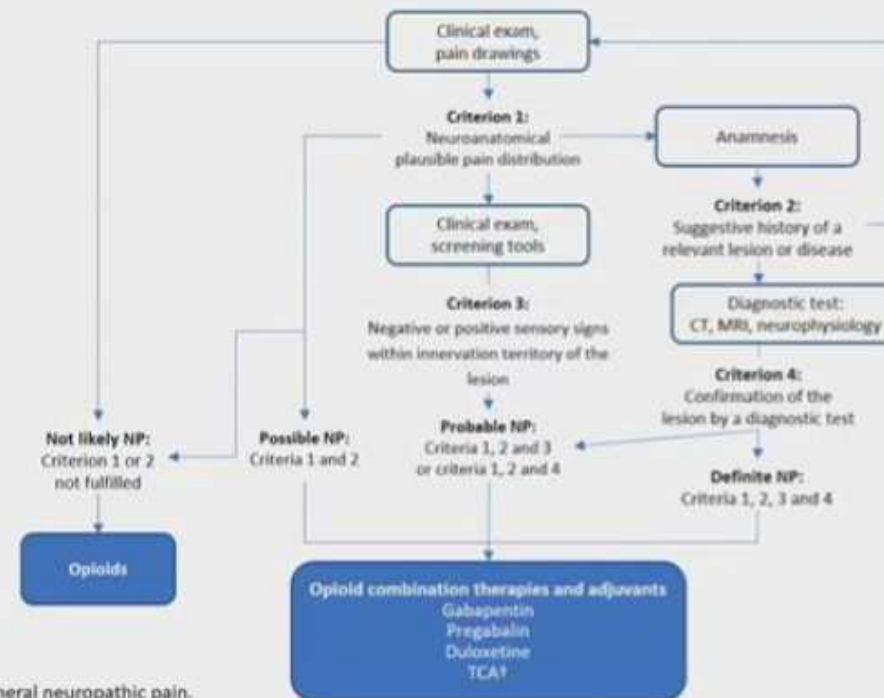 Clinical exam,
pain drawings
Criterion 1:
Neuroanatomical
plausible pain distribution
Anamnesis
Criterion 2:
Suggestive history of a
relevant lesion or disease
Clinical exam,
screening tools
Diagnostic test:
CT, MRI, neurophysiology
Criterion 3:
Negative or positive sensory signs
within innervation territory of the
lesion
Criterion 4:
Confirmation of the
lesion by a diagnostic test
Not likely NP:
Criterion 1 or 2
not fulfilled
Possible NP:
Criteria 1 and 2
Probable NP:
Criteria 1, 2 and 3
or criteria 1, 2 and 4
Definite NP:
Criteria 1, 2, 3 and 4
Opioids
Opioid combination therapies and adjuvants
Gabapentin
Pregabalin
Duloxetine
TCA†
neuropathic pain.